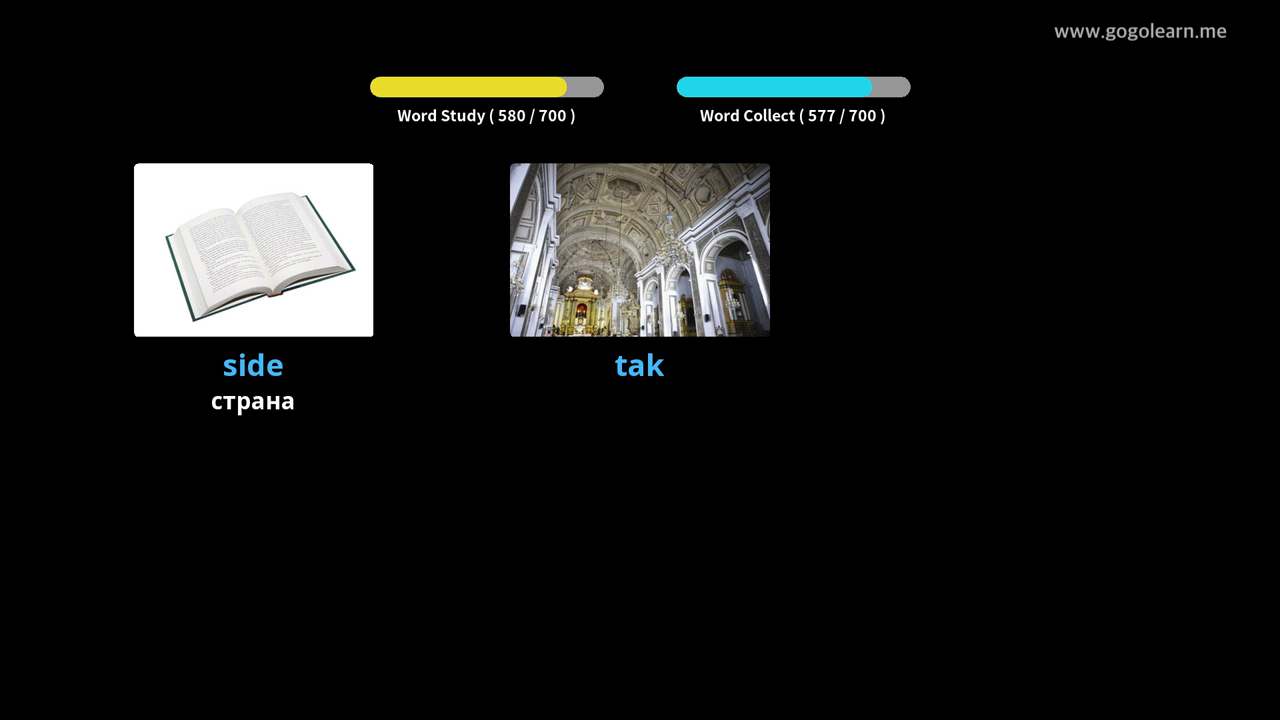 www.gogolearn.me
Word Study ( 580 / 700 )
Word Collect ( 577 / 700 )
side
tak
страна